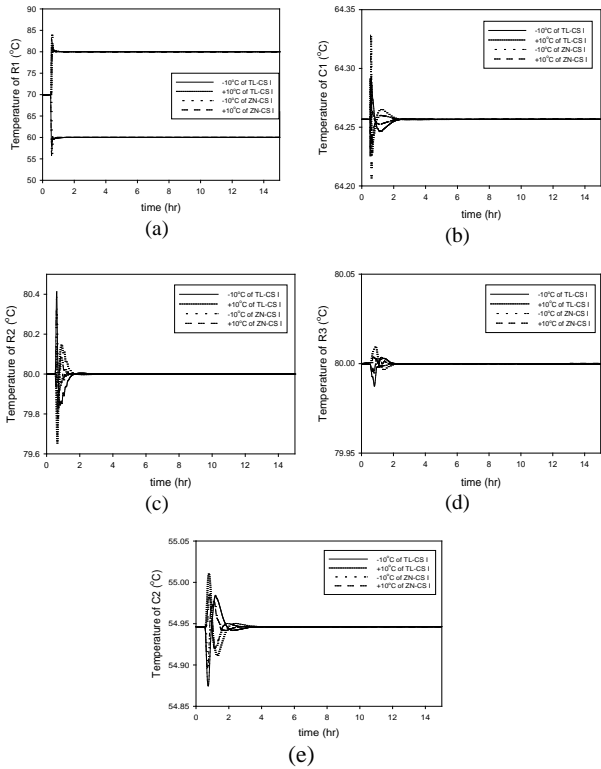 Temperature of R1 (°C)
90
85
80
75
70
65
60
55
50
0 2 4 6 8 10 12 14
time (hr)
-10°C of TL-CS I
+10°C of TL-CS I
-10°C of ZN-CS I
+10°C of ZN-CS I
(a)
Temperature of C1 (°C)
64.35
64.30
64.25
64.20
0 2 4 6 8 10 12 14
time (hr)
-10°C of TL-CS I
+10°C of TL-CS I
-10°C of ZN-CS I
+10°C of ZN-CS I
(b)
Temperature of R2 (°C)
80.4
80.2
80.0
79.8
79.6
0 2 4 6 8 10 12 14
time (hr)
-10°C of TL-CS I
+10°C of TL-CS I
-10°C of ZN-CS I
+10°C of ZN-CS I
(c)
Temperature of R3 (°C)
80.05
80.00
79.95
0 2 4 6 8 10 12 14
time (hr)
-10°C of TL-CS I
+10°C of TL-CS I
-10°C of ZN-CS I
+10°C of ZN-CS I
(d)
Temperature of C2 (°C)
55.05
55.00
54.95
54.90
54.85
0 2 4 6 8 10 12 14
time (hr)
-10°C of TL-CS I
+10°C of TL-CS I
-10°C of ZN-CS I
+10°C of ZN-CS I
(e)